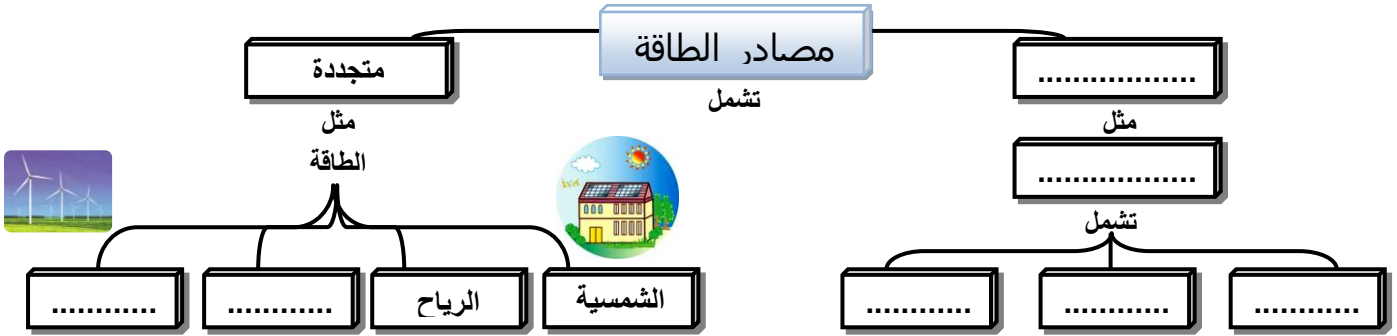 مصادر الطاقة
تشمل
..................
متجددة
مثل
مثل
..................
الطاقة
تشمل
............
............
............
الشمسية
الرياح
............
............